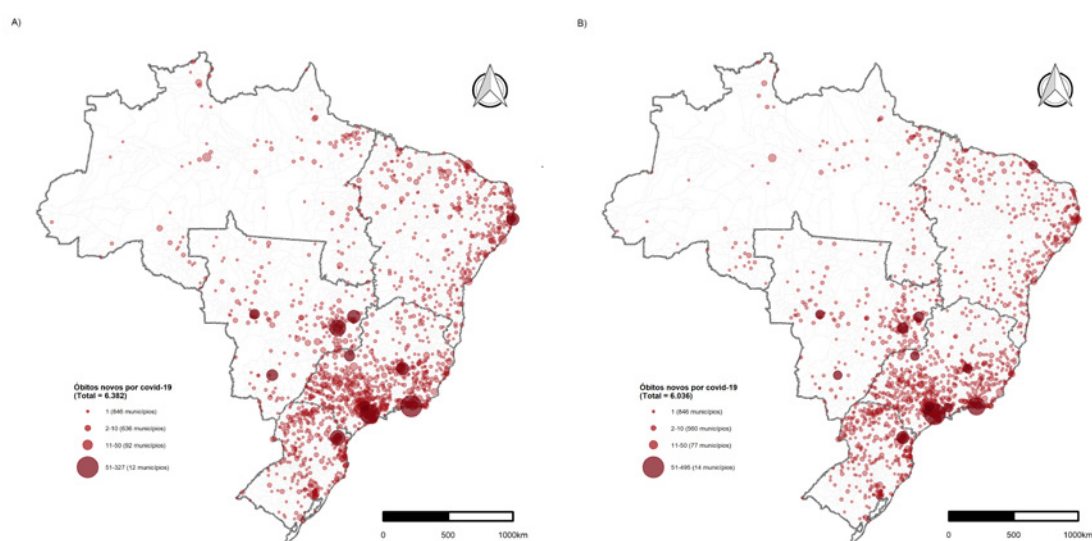 A)
Óbitos novos por covid-19
(Total = 6.382)
1 (846 municípios)
2-10 (636 municípios)
11-50 (92 municípios)
51-327 (12 municípios)
0 500 1000km
B)
Óbitos novos por covid-19
(Total = 6.036)
1 (846 municípios)
2-10 (560 municípios)
11-50 (77 municípios)
51-495 (14 municípios)
0 500 1000km